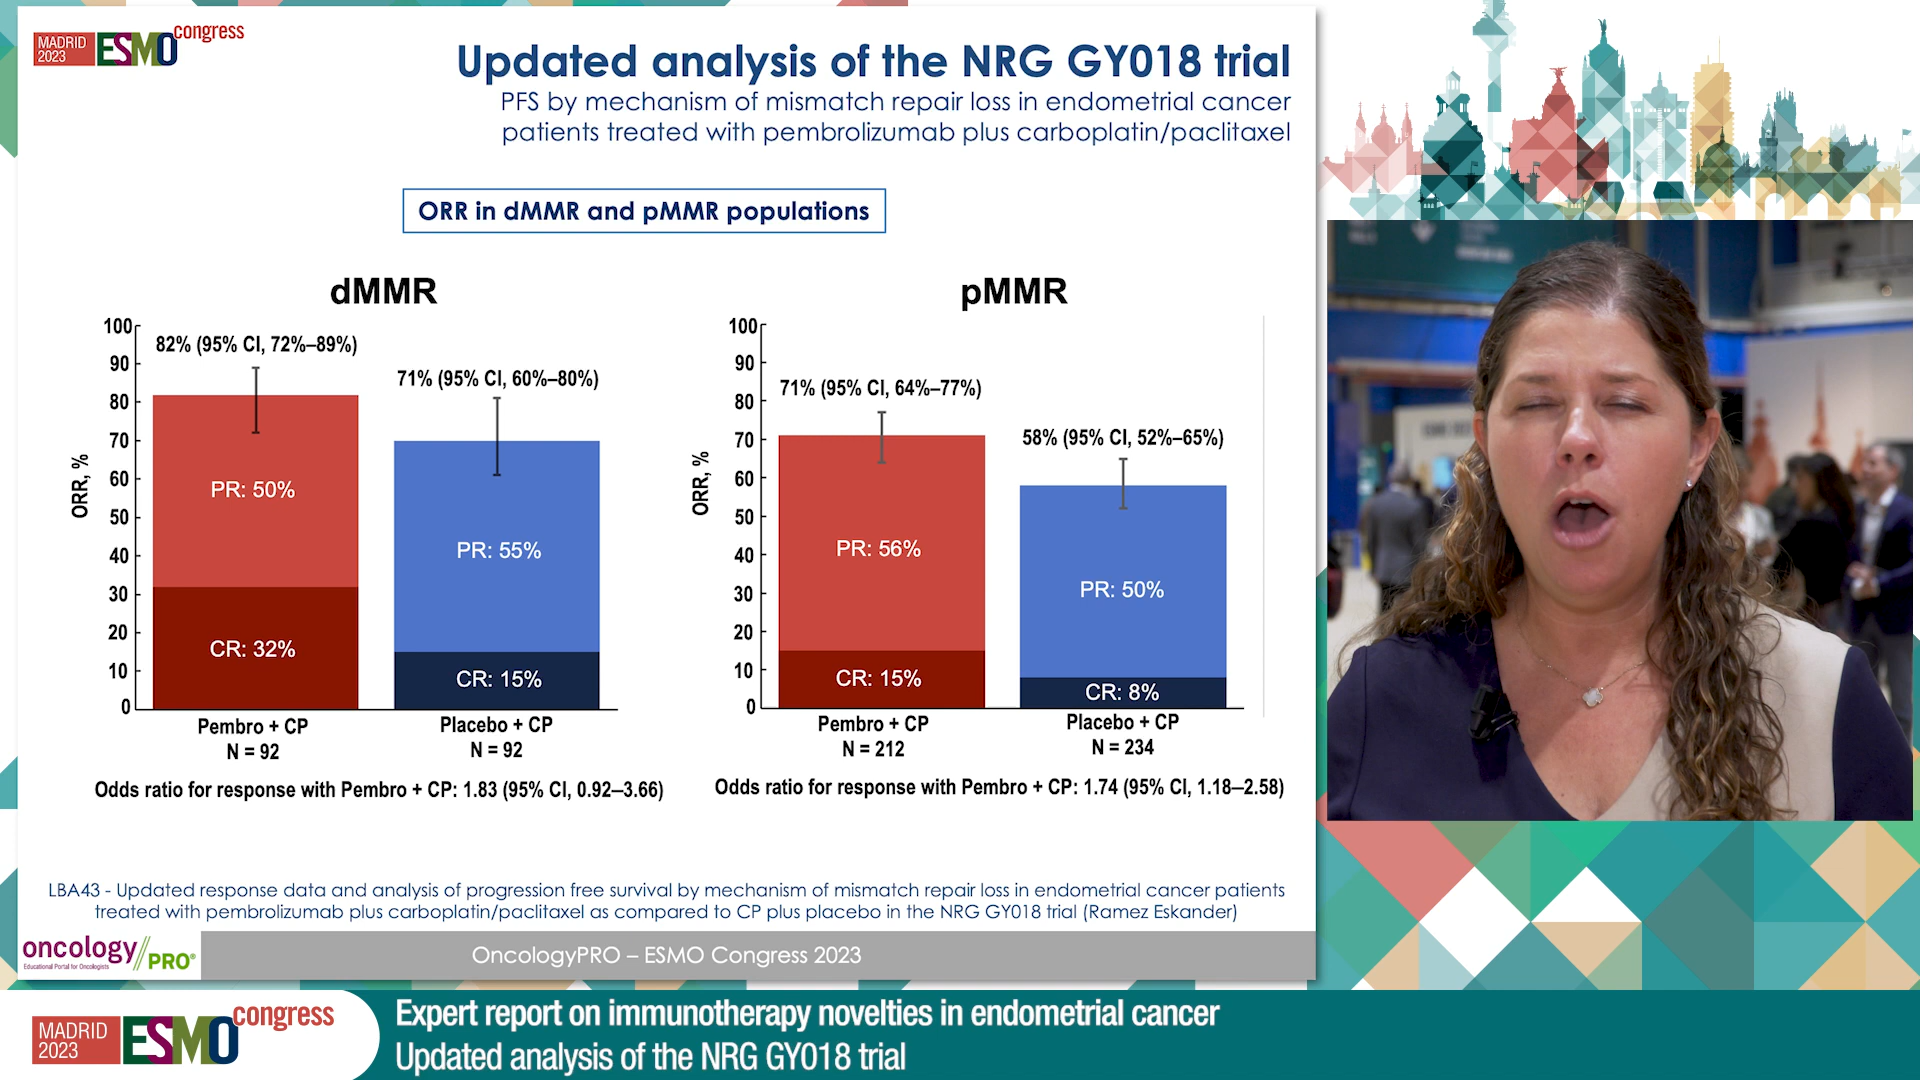 MADRID
2023
ESMO
congress
Updated analysis of the NRG GY018 trial
PFS by mechanism of mismatch repair loss in endometrial cancer
patients treated with pembrolizumab plus carboplatin/paclitaxel
ORR in dMMR and pMMR populations
dMMR
100
90
80
70
60
50
40
30
20
10
0
ORR, %
82% (95% CI, 72%–89%)
71% (95% CI, 60%–80%)
PR: 50%
PR: 55%
CR: 32%
CR: 15%
Pembro + CP
N = 92
Placebo + CP
N = 92
Odds ratio for response with Pembro + CP: 1.83 (95% CI, 0.92–3.66)
pMMR
100
90
80
70
60
50
40
30
20
10
0
ORR, %
71% (95% CI, 64%–77%)
58% (95% CI, 52%–65%)
PR: 56%
PR: 50%
CR: 15%
CR: 8%
Pembro + CP
N = 212
Placebo + CP
N = 234
Odds ratio for response with Pembro + CP: 1.74 (95% CI, 1.18–2.58)
LBA43 - Updated response data and analysis of progression free survival by mechanism of mismatch repair loss in endometrial cancer patients
treated with pembrolizumab plus carboplatin/paclitaxel as compared to CP plus placebo in the NRG GY018 trial (Ramez Eskander)
oncology//PRO®
Educational Portal for Oncologists
OncologyPRO – ESMO Congress 2023
MADRID
2023
ESMO
congress
Expert report on immunotherapy novelties in endometrial cancer
Updated analysis of the NRG GY018 trial